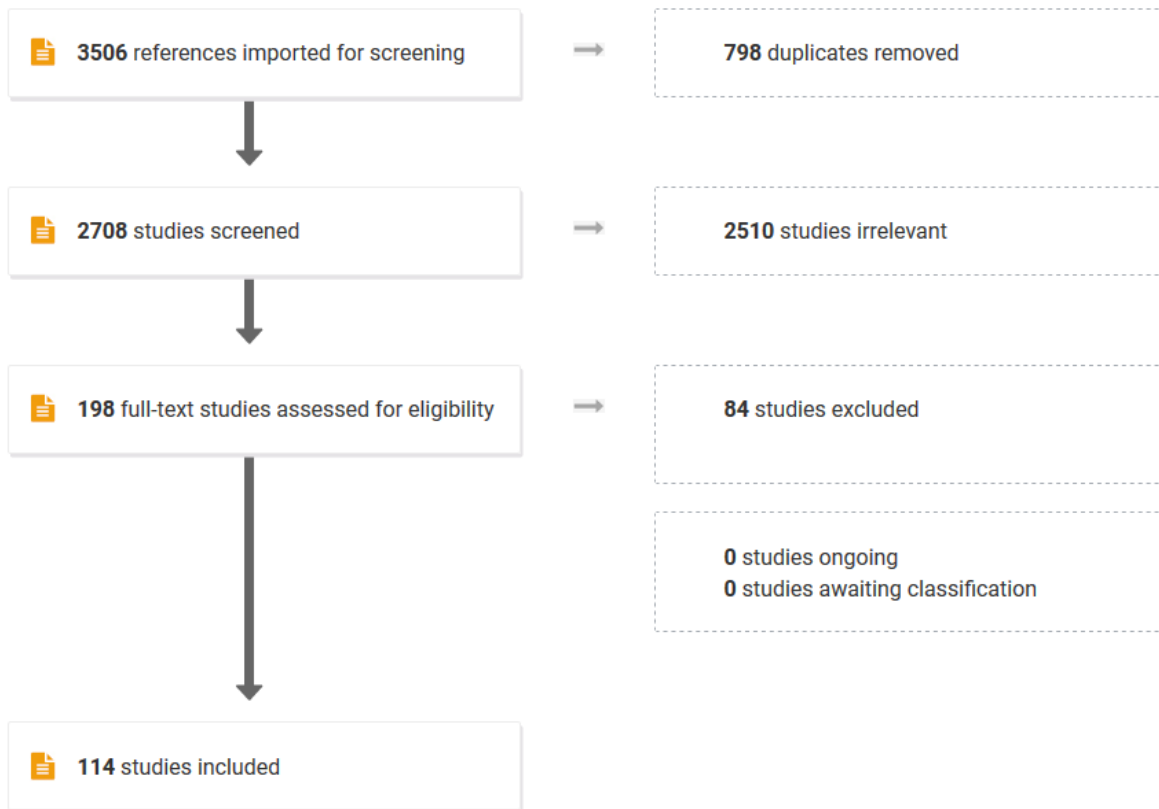 3506 references imported for screening
798 duplicates removed
2708 studies screened
2510 studies irrelevant
198 full-text studies assessed for eligibility
84 studies excluded
0 studies ongoing
0 studies awaiting classification
114 studies included